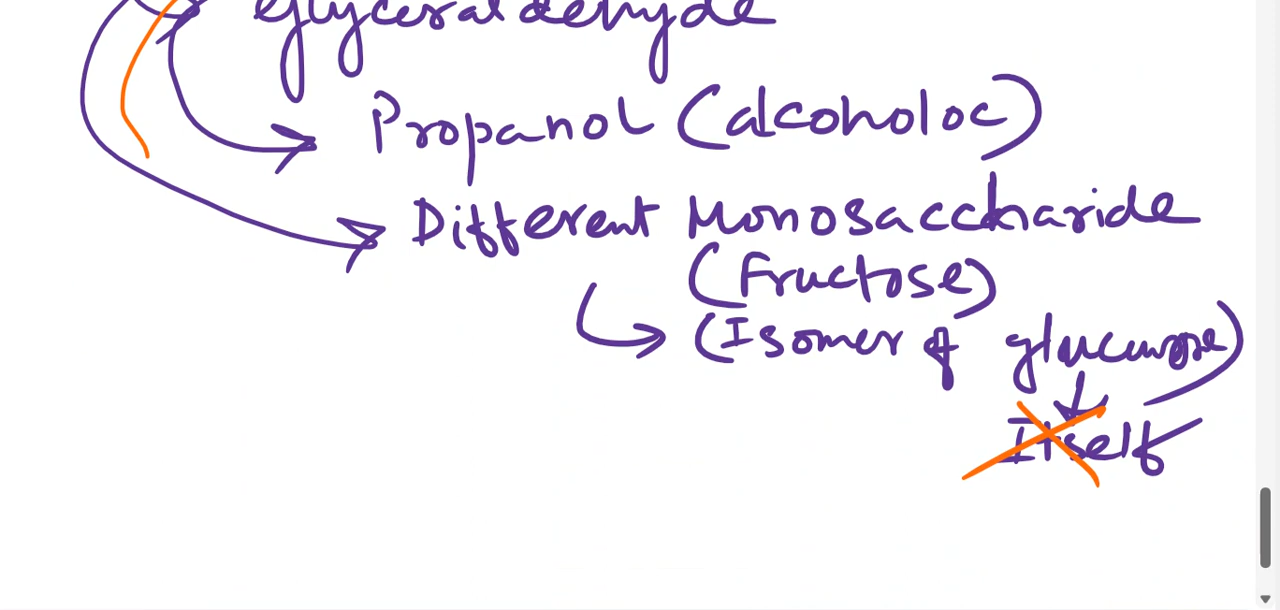 glyceraldehyde
Propanol (alcoholoc)
Different Monosaccharide
(Fructose)
(Isomer of glucose)
Itself